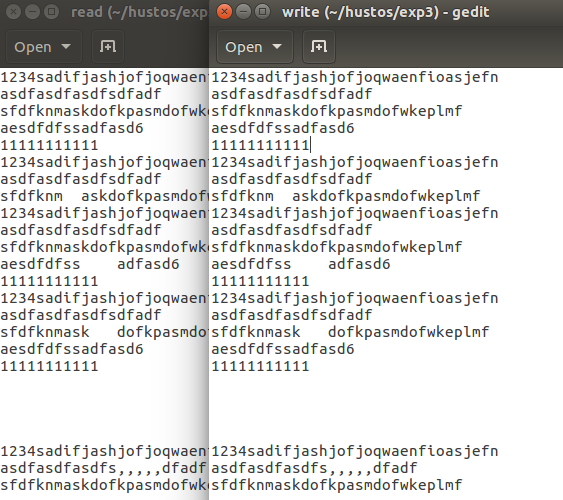 read (~/hustos/exp
Open
1234sadifjashjofjoqwaen
asdfasdfasdfsdfadf
sfdfknmaskdofkpasmdofwk
aesdfdfssadfasd6
11111111111
1234sadifjashjofjoqwaen
asdfasdfasdfsdfadf
sfdfknm  askdofkpasmdof
1234sadifjashjofjoqwaen
asdfasdfasdfsdfadf
sfdfknmaskdofkpasmdofwk
aesdfdfss    adfasd6
11111111111
1234sadifjashjofjoqwaen
asdfasdfasdfsdfadf
sfdfknmask   dofkpasmdo
aesdfdfssadfasd6
11111111111
1234sadifjashjofjoqwaen
asdfasdfasdfs,,,,,dfadf
sfdfknmaskdofkpasmdofwk
write (~/hustos/exp3) - gedit
Open
1234sadifjashjofjoqwaenfioasjefn
asdfasdfasdfsdfadf
sfdfknmaskdofkpasmdofwkeplmf
aesdfdfssadfasd6
11111111111
1234sadifjashjofjoqwaenfioasjefn
asdfasdfasdfsdfadf
sfdfknm  askdofkpasmdofwkeplmf
1234sadifjashjofjoqwaenfioasjefn
asdfasdfasdfsdfadf
sfdfknmaskdofkpasmdofwkeplmf
aesdfdfss    adfasd6
11111111111
1234sadifjashjofjoqwaenfioasjefn
asdfasdfasdfsdfadf
sfdfknmask   dofkpasmdofwkeplmf
aesdfdfssadfasd6
11111111111
1234sadifjashjofjoqwaenfioasjefn
asdfasdfasdfs,,,,,dfadf
sfdfknmaskdofkpasmdofwkeplmf